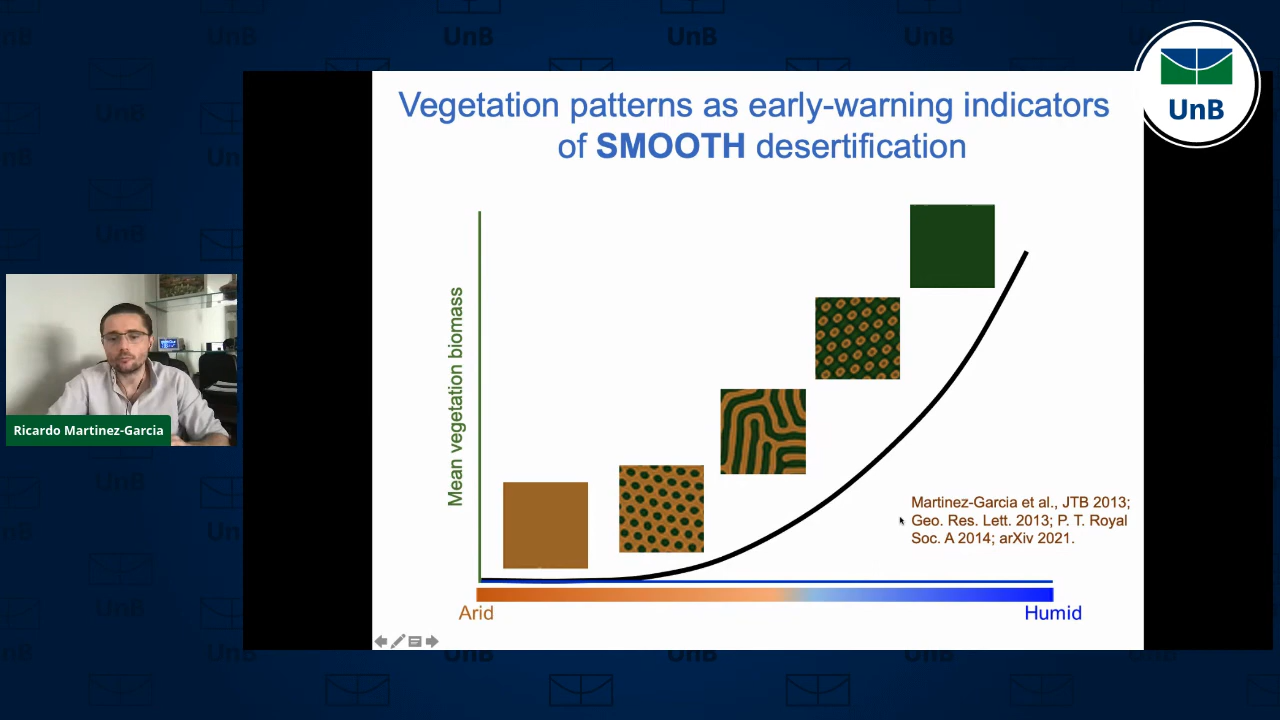 Vegetation patterns as early-warning indicators
of SMOOTH desertification
UnB
Mean vegetation biomass
Ricardo Martinez-Garcia
Martinez-Garcia et al., JTB 2013;
Geo. Res. Lett. 2013; P. T. Royal
Soc. A 2014; arXiv 2021.
Arid
Humid